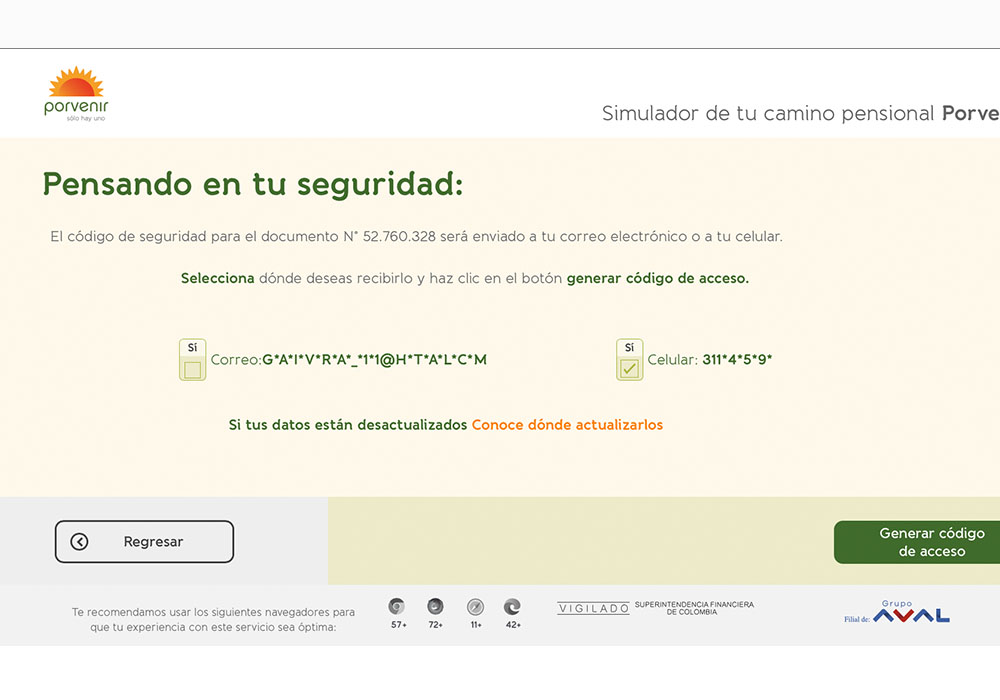 porvenir
sólo hay uno
Simulador de tu camino pensional Porve
Pensando en tu seguridad:
El código de seguridad para el documento N° 52.760.328 será enviado a tu correo electrónico o a tu celular.
Selecciona dónde deseas recibirlo y haz clic en el botón generar código de acceso.
Sí
Correo:G*A*I*V*R*A*_*1*1@H*T*A*L*C*M
Sí
Celular: 311*4*5*9*
Si tus datos están desactualizados Conoce dónde actualizarlos
Regresar
Generar código
de acceso
Te recomendamos usar los siguientes navegadores para
que tu experiencia con este servicio sea óptima:
57+ 72+ 11+ 42+
VIGILADO SUPERINTENDENCIA FINANCIERA
DE COLOMBIA
Filial de: Grupo
AVAL